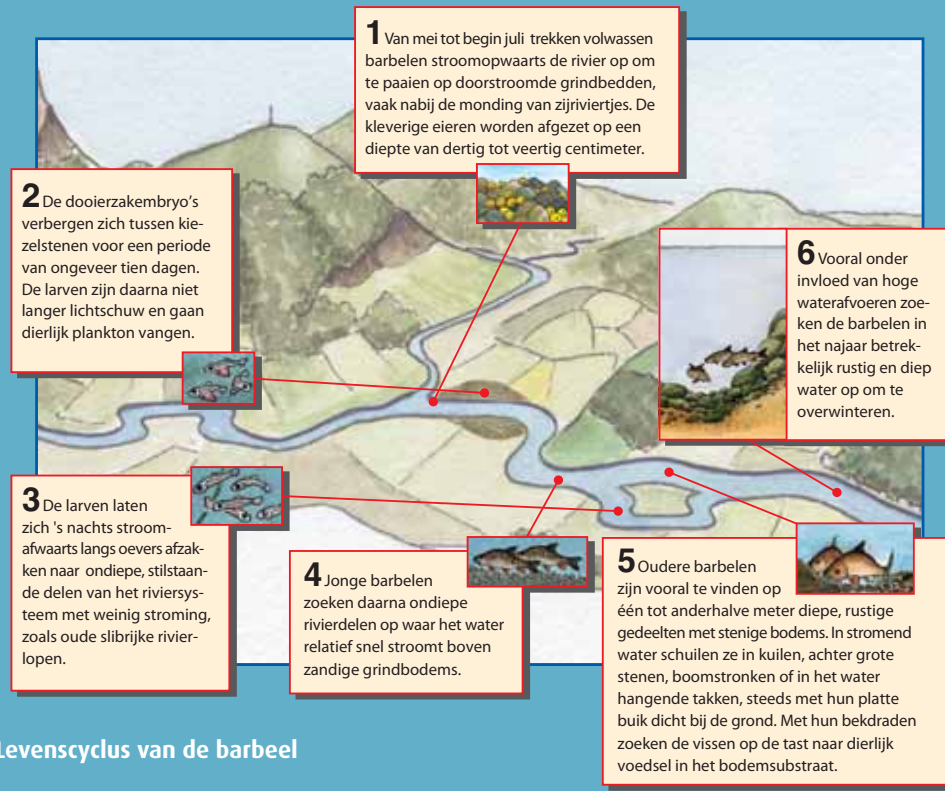 1 Van mei tot begin juli trekken volwassen
barbelen stroomopwaarts de rivier op om
te paaien op doorstroomde grindbedden,
vaak nabij de monding van zijriviertjes. De
kleverige eieren worden afgezet op een
diepte van dertig tot veertig centimeter.
2 De dooierzakembryo's
verbergen zich tussen kie-
zelstenen voor een periode
van ongeveer tien dagen.
De larven zijn daarna niet
langer lichtschuw en gaan
dierlijk plankton vangen.
3 De larven laten
zich 's nachts stroom-
afwaarts langs oevers afzak-
ken naar ondiepe, stilstaan-
de delen van het riviersys-
teem met weinig stroming,
zoals oude slibrijke rivier-
lopen.
4 Jonge barbelen
zoeken daarna ondiepe
rivierdelen op waar het water
relatief snel stroomt boven
zandige grindbodems.
5 Oudere barbelen
zijn vooral te vinden op
één tot anderhalve meter diepe, rustige
gedeelten met stenige bodems. In stromend
water schuilen ze in kuilen, achter grote
stenen, boomstronken of in het water
hangende takken, steeds met hun platte
buik dicht bij de grond. Met hun bekdraden
zoeken de vissen op de tast naar dierlijk
voedsel in het bodemsubstraat.
6 Vooral onder
invloed van hoge
waterafvoeren zoe-
ken de barbelen in
het najaar betrek-
kelijk rustig en diep
water op om te
overwinteren.
Levenscyclus van de barbeel